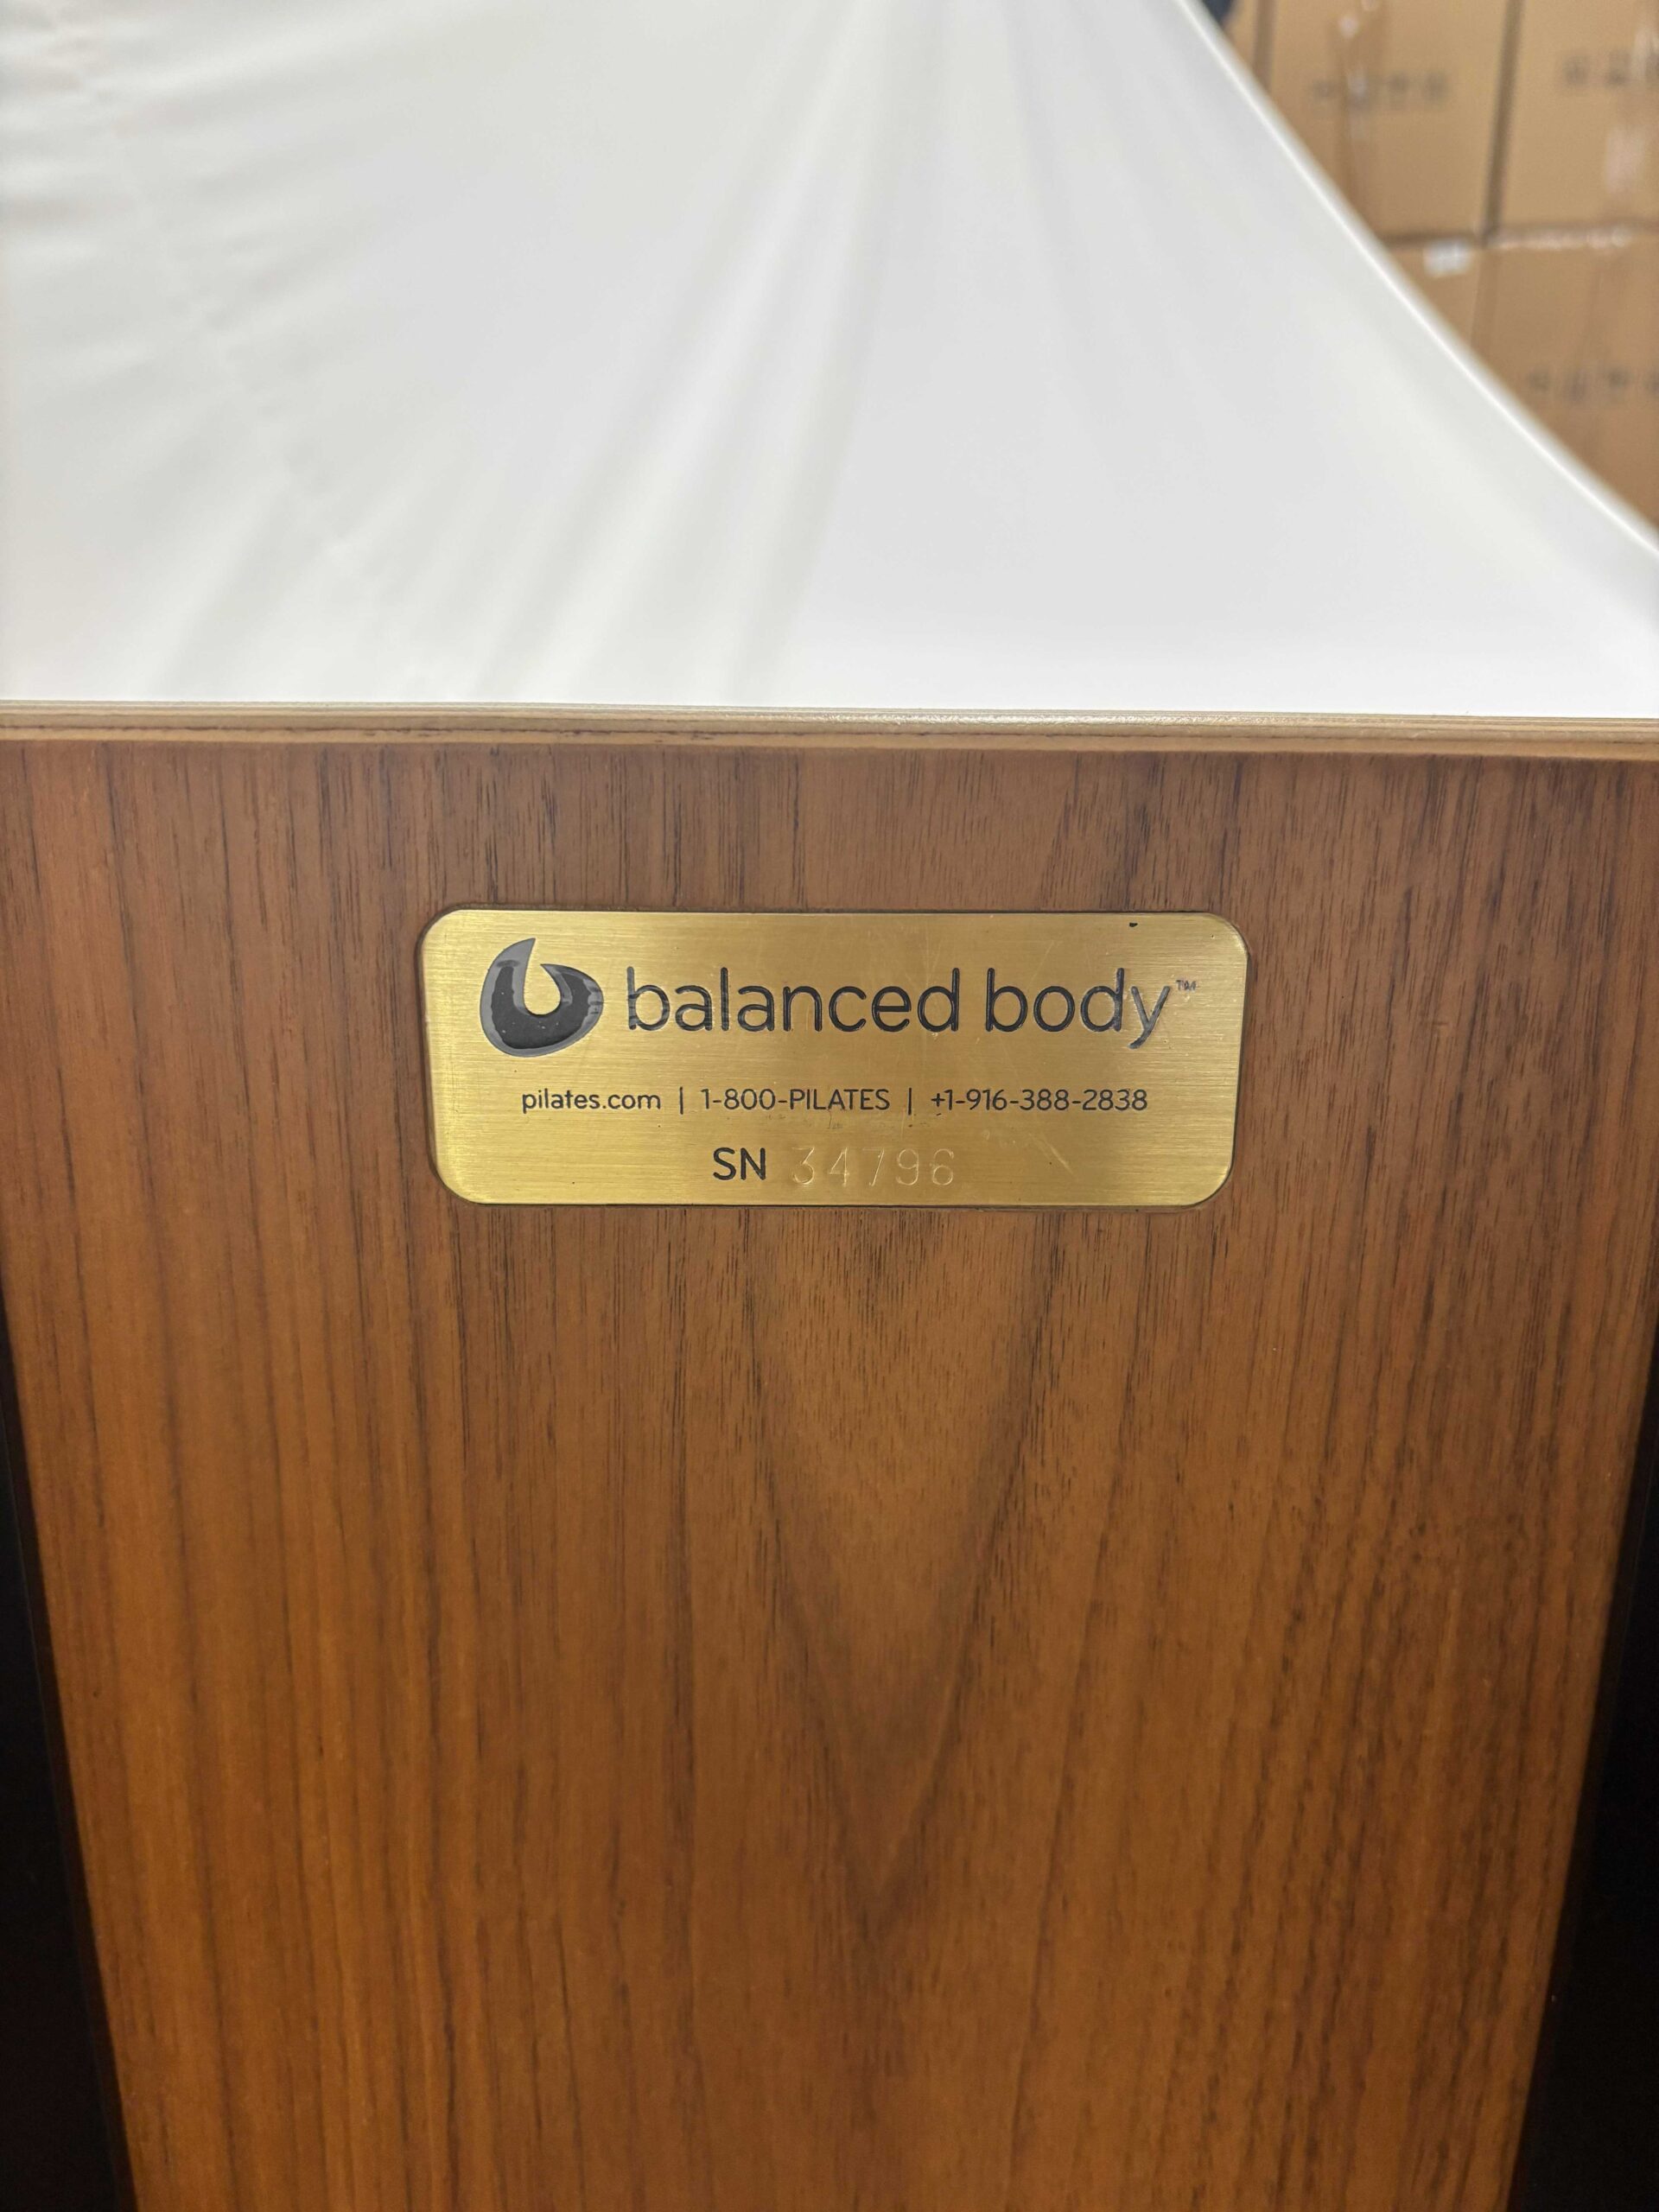 balanced body™
pilates.com | 1-800-PILATES | +1-916-388-2838
SN 34796